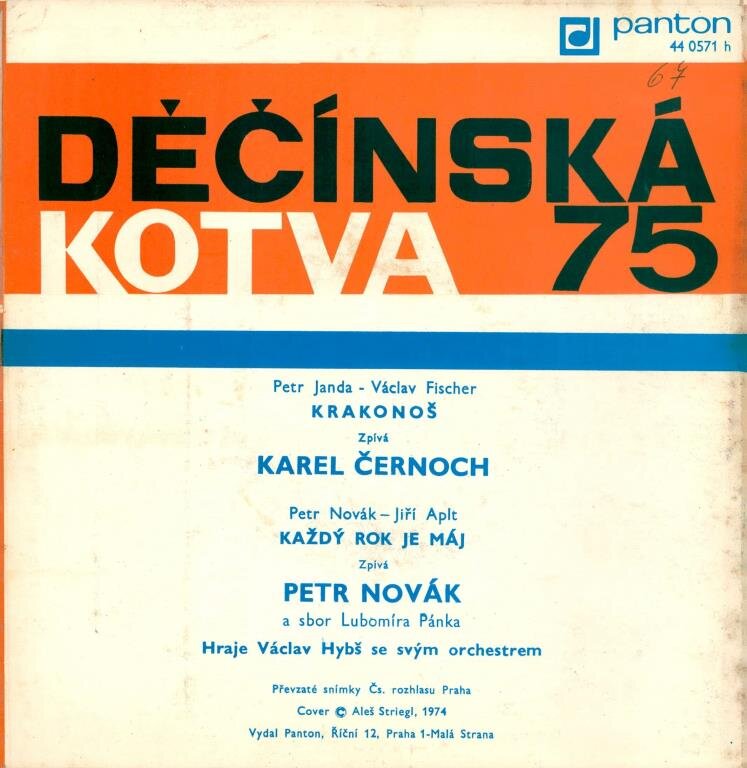 panton
44 0571 h
67
DĚČÍNSKÁ
KOTVA 75
Petr Janda - Václav Fischer
KRAKONOŠ
Zpívá
KAREL ČERNOCH
Petr Novák – Jiří Aplt
KAŽDÝ ROK JE MÁJ
Zpívá
PETR NOVÁK
a sbor Lubomíra Pánka
Hraje Václav Hybš se svým orchestrem
Převzaté snímky Čs. rozhlasu Praha
Cover © Aleš Striegl, 1974
Vydal Panton, Říční 12, Praha 1-Malá Strana